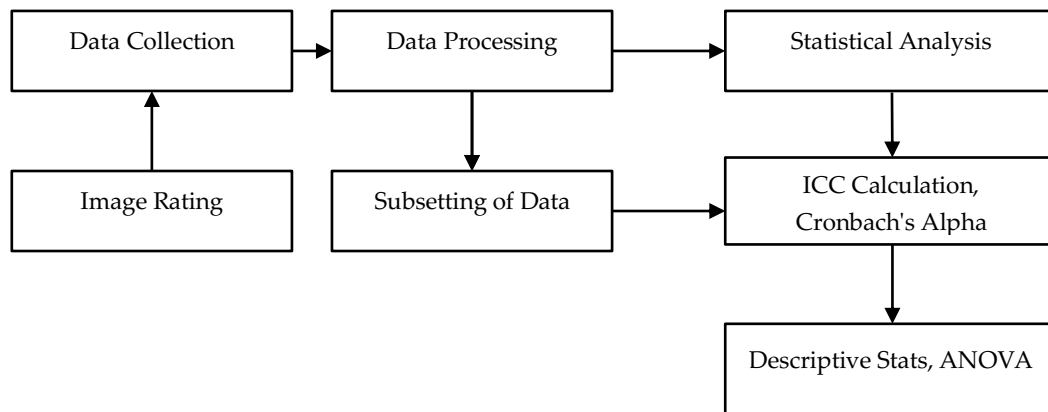 Data Collection
Data Processing
Statistical Analysis
Image Rating
Subsetting of Data
ICC Calculation,
Cronbach's Alpha
Descriptive Stats, ANOVA